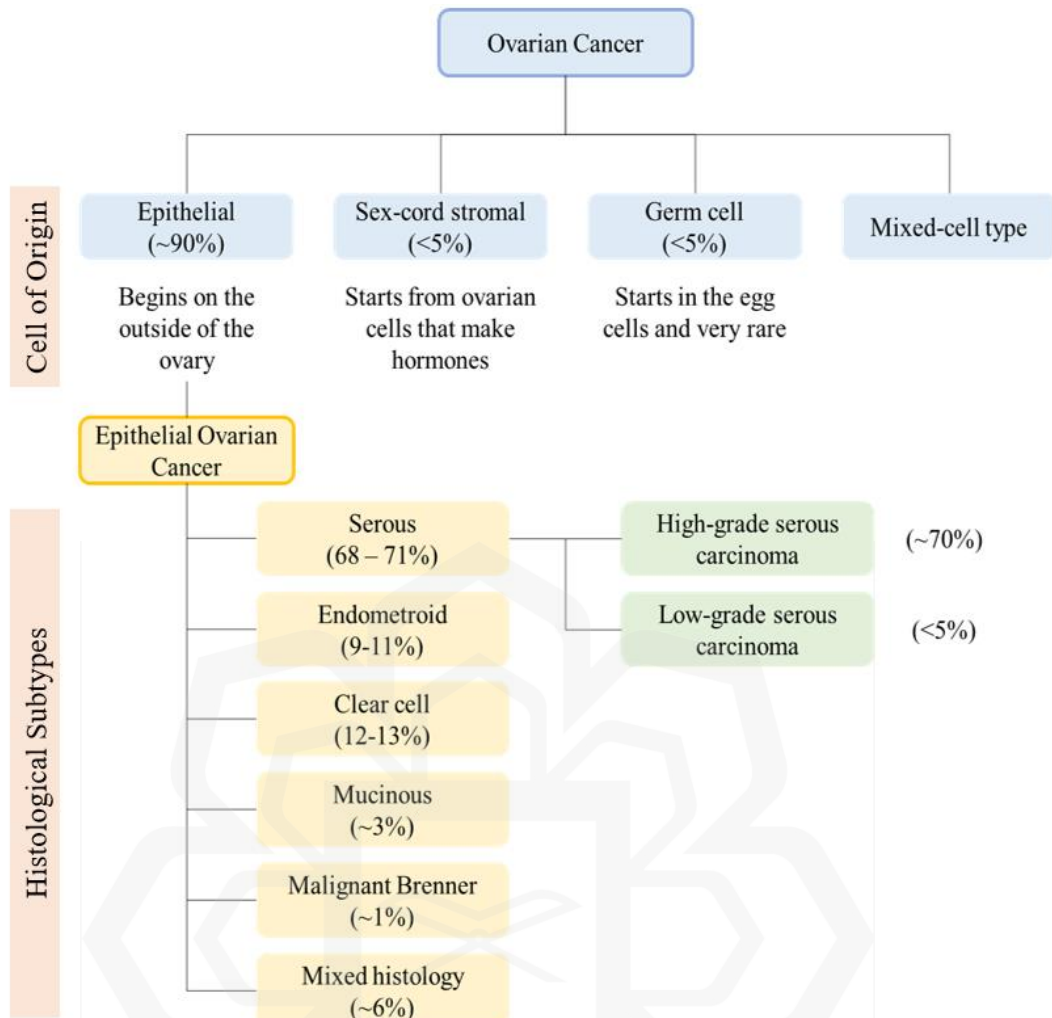 Ovarian Cancer
Cell of Origin
Epithelial
(~90%)
Sex-cord stromal
(<5%)
Germ cell
(<5%)
Mixed-cell type
Begins on the
outside of the
ovary
Starts from ovarian
cells that make
hormones
Starts in the egg
cells and very rare
Epithelial Ovarian
Cancer
Histological Subtypes
Serous
(68 – 71%)
High-grade serous
carcinoma
(~70%)
Low-grade serous
carcinoma
(<5%)
Endometroid
(9-11%)
Clear cell
(12-13%)
Mucinous
(~3%)
Malignant Brenner
(~1%)
Mixed histology
(~6%)